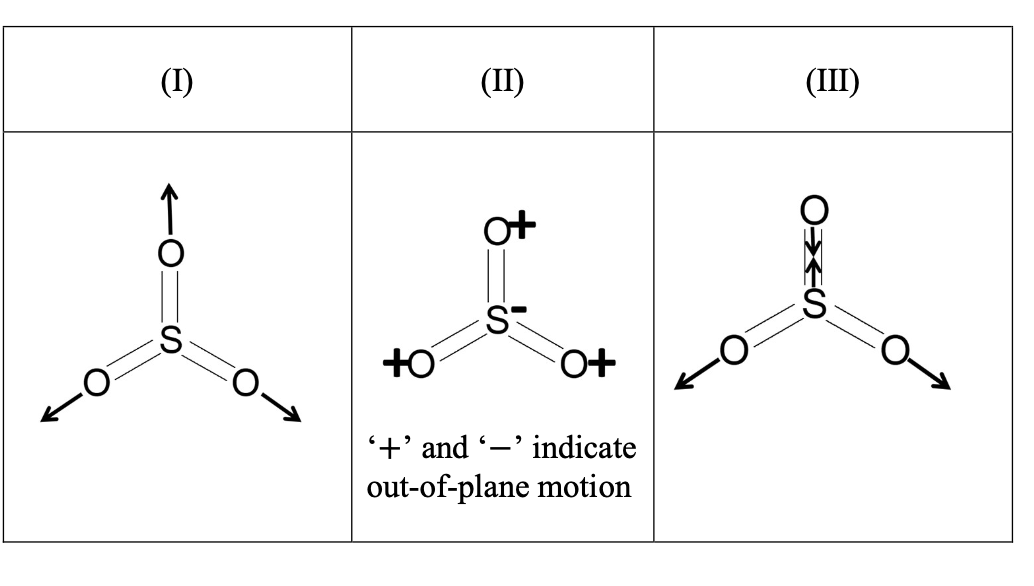 (I) (II) (III)
O O+ O
S S- S
O O +O O+ O O
‘+’ and ‘−’ indicate
out-of-plane motion